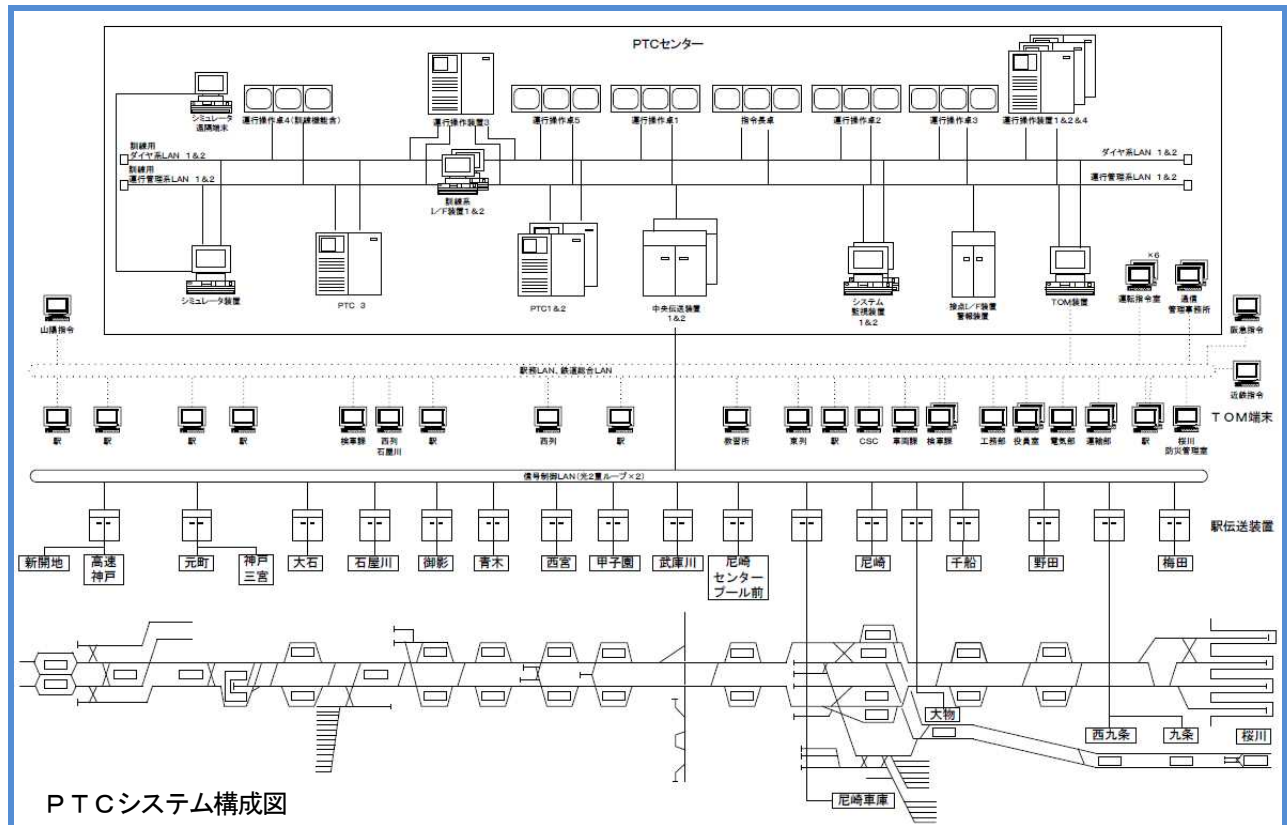 PTCセンター
シミュレータ
遠隔端末
運行操作卓4(訓練機能含)
運行操作装置3
運行操作卓5
運行操作卓1
指令長卓
運行操作卓2
運行操作卓3
運行操作装置1&2&4
訓練用
ダイヤ系LAN 1&2
ダイヤ系LAN 1&2
訓練用
運行管理系LAN 1&2
運行管理系LAN 1&2
訓練系
I/F装置1&2
シミュレータ装置
PTC 3
PTC1&2
中央伝送装置
1&2
システム
監視装置
1&2
接点I/F装置
警報装置
TOM装置
×6
運転指令室
通信
管理事務所
山陽指令
阪急指令
駅務LAN、鉄道総合LAN
近鉄指令
TOM端末
駅
駅
駅
駅
検車課
西列
石屋川
駅
西列
駅
教習所
東列
駅
CSC
車両課
検車課
工務部
役員室
電気部
運輸部
駅
桜川
防災管理室
信号制御LAN(光2重ループ×2)
駅伝送装置
新開地
高速
神戸
元町
神戸
三宮
大石
石屋川
御影
青木
西宮
甲子園
武庫川
尼崎
センター
プール前
尼崎
千船
野田
梅田
大物
西九条
九条
桜川
尼崎車庫
PTCシステム構成図